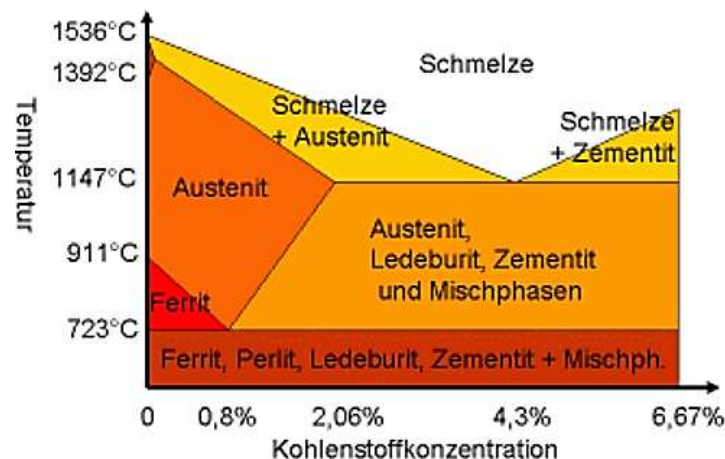 1536°C
1392°C
Schmelze
Schmelze
+ Austenit
Schmelze
+ Zementit
Temperatur
1147°C
Austenit
Austenit,
Ledeburit, Zementit
und Mischphasen
911°C
Ferrit
723°C
Ferrit, Perlit, Ledeburit, Zementit + Mischph.
0 0,8% 2,06% 4,3% 6,67%
Kohlenstoffkonzentration